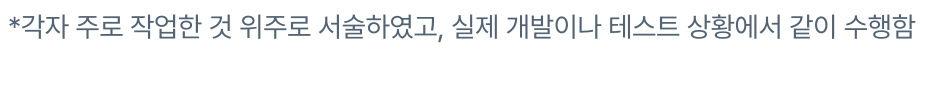 *각자 주로 작업한 것 위주로 서술하였고, 실제 개발이나 테스트 상황에서 같이 수행함